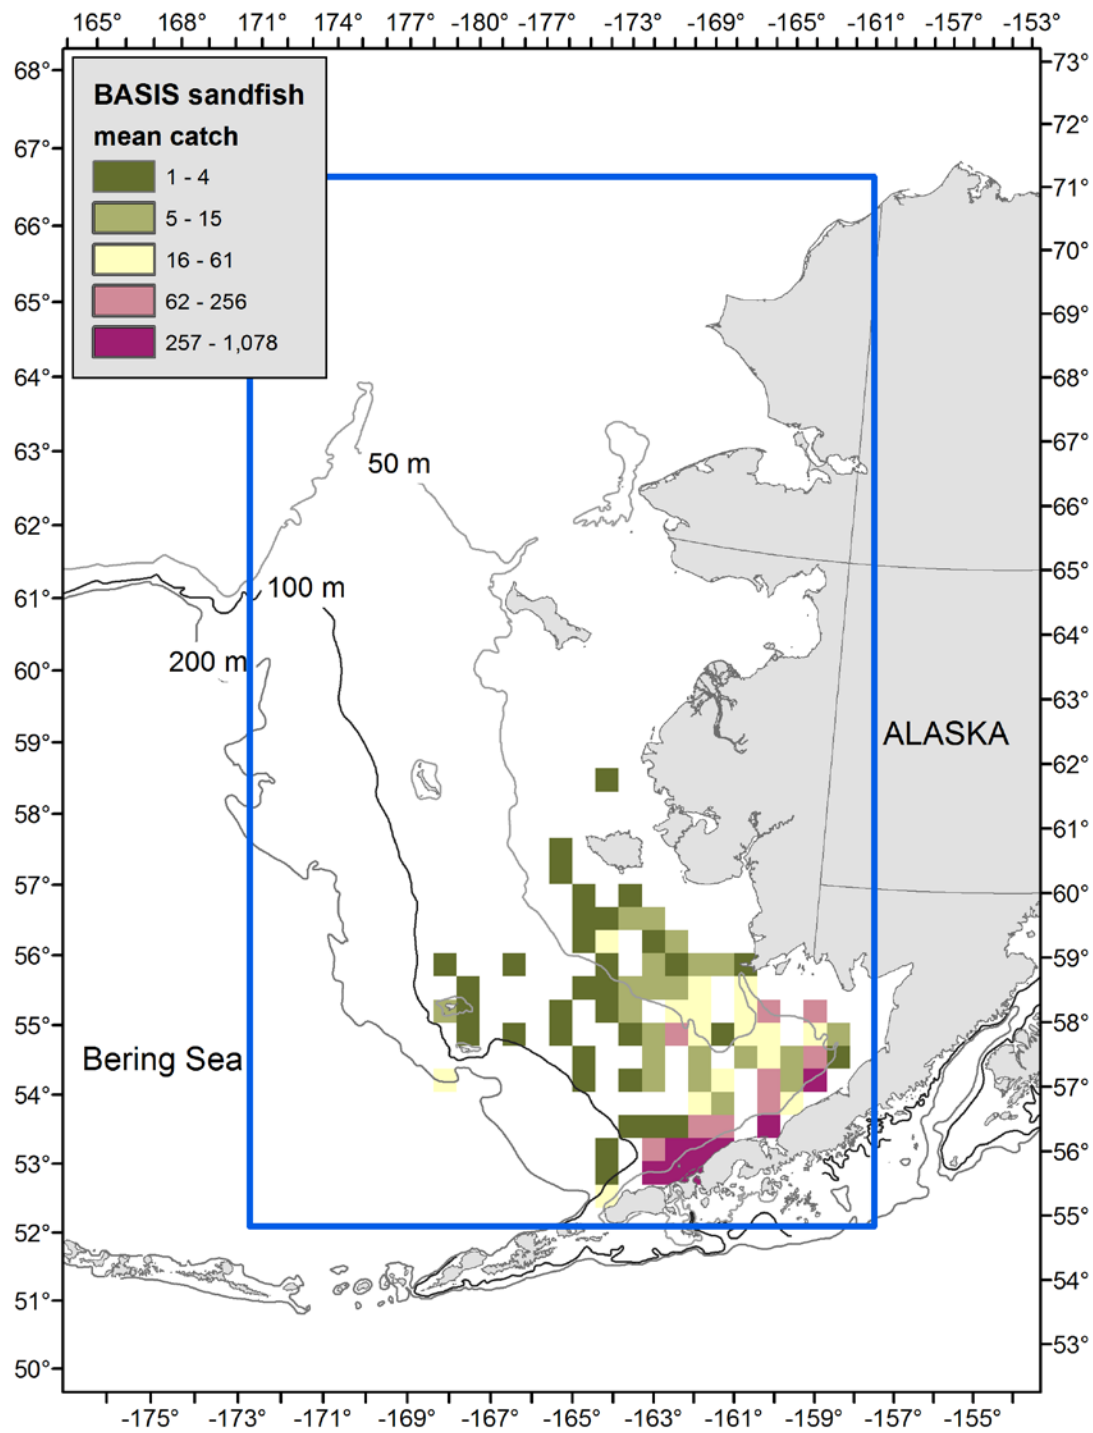 165° 168° 171° 174° 177° -180° -177° -173° -169° -165° -161° -157° -153°
BASIS sandfish
mean catch
1 - 4
5 - 15
16 - 61
62 - 256
257 - 1,078
68°
67°
66°
65°
64°
63°
62°
61°
60°
59°
58°
57°
56°
55°
54°
53°
52°
51°
50°
50 m
100 m
200 m
ALASKA
Bering Sea
73°
72°
71°
70°
69°
68°
67°
66°
65°
64°
63°
62°
61°
60°
59°
58°
57°
56°
55°
54°
53°
-175° -173° -171° -169° -167° -165° -163° -161° -159° -157° -155°